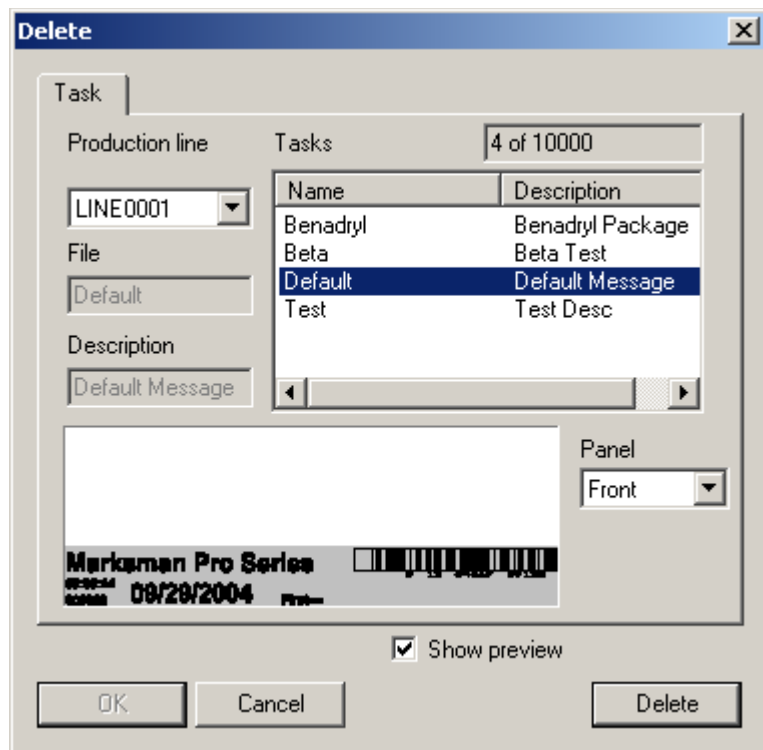 Delete
Task
Production line
Tasks
4 of 10000
LINE0001
Name Description
Benadryl Benadryl Package
Beta Beta Test
Default Default Message
Test Test Desc
File
Default
Description
Default Message
Panel
Front
Marksman Pro Series
09/29/2004
Show preview
OK
Cancel
Delete